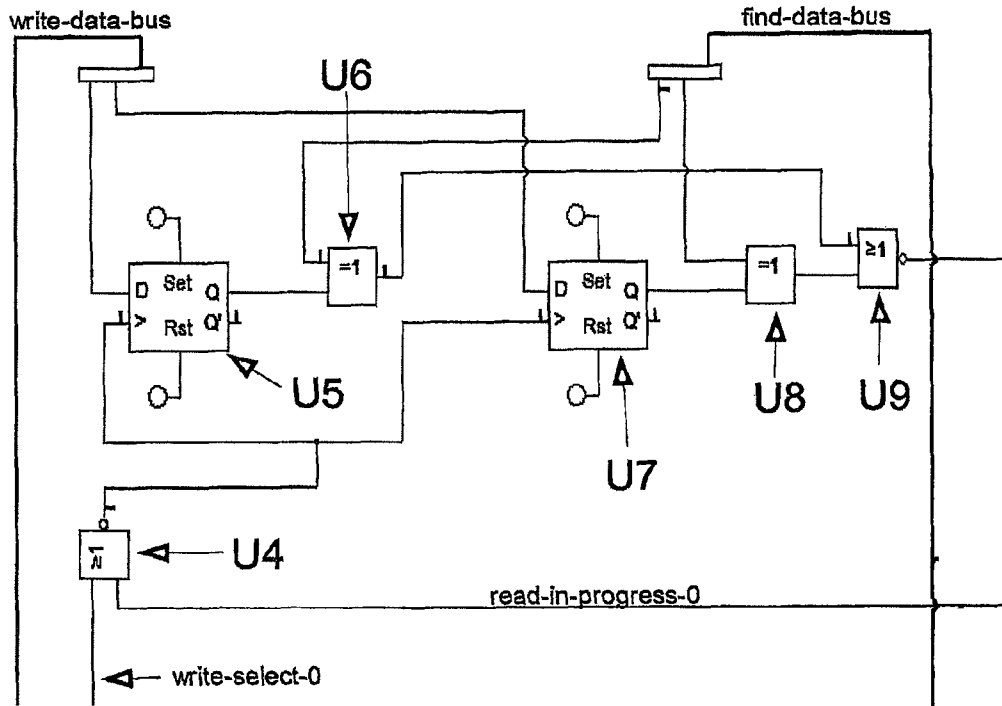 write-data-bus
find-data-bus
U6
Set
D
Q
>
Rst
Q'
U5
=1
Set
D
Q
>
Rst
Q'
U7
=1
U8
≥1
U9
≥1
U4
read-in-progress-0
write-select-0